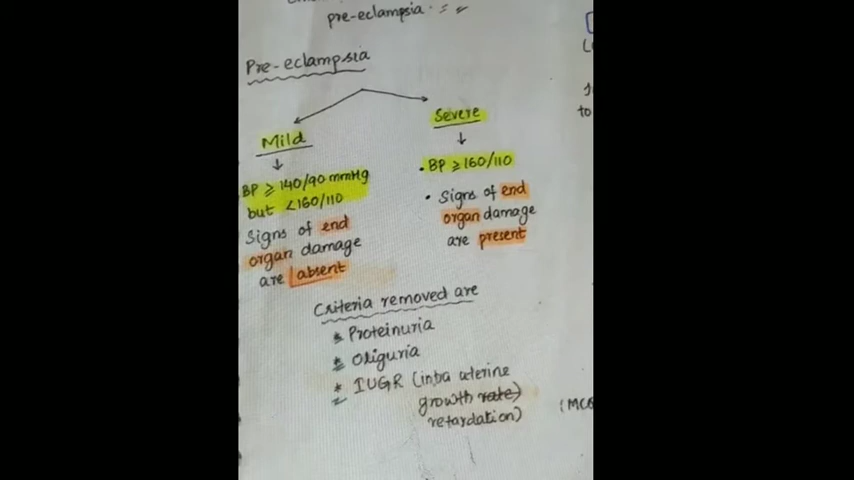 pre-eclampsia
Pre-eclampsia
Mild
BP ≥ 140/90 mmHg
but <160/110
Signs of end
organ damage
are absent
Severe
• BP ≥ 160/110
• Signs of end
organ damage
are present
Criteria removed are
* Proteinuria
* Oliguria
* IUGR (intra uterine
growth rate)
retardation)
to
(MC